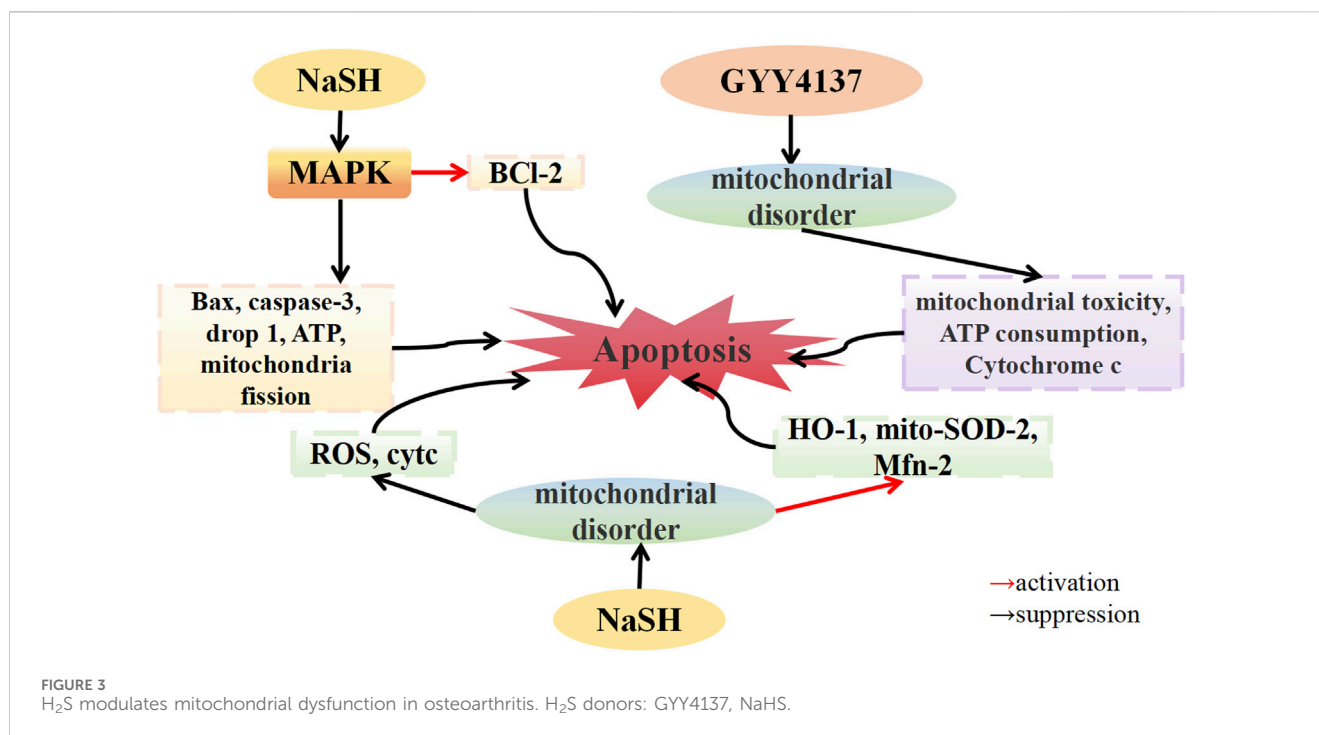 NaSH
GYY4137
MAPK
BCl-2
mitochondrial
disorder
Bax, caspase-3,
drop 1, ATP,
mitochondria
fission
Apoptosis
mitochondrial toxicity,
ATP consumption,
Cytochrome c
ROS, cytc
HO-1, mito-SOD-2,
Mfn-2
mitochondrial
disorder
NaSH
→activation
→suppression
FIGURE 3
H₂S modulates mitochondrial dysfunction in osteoarthritis. H₂S donors: GYY4137, NaHS.